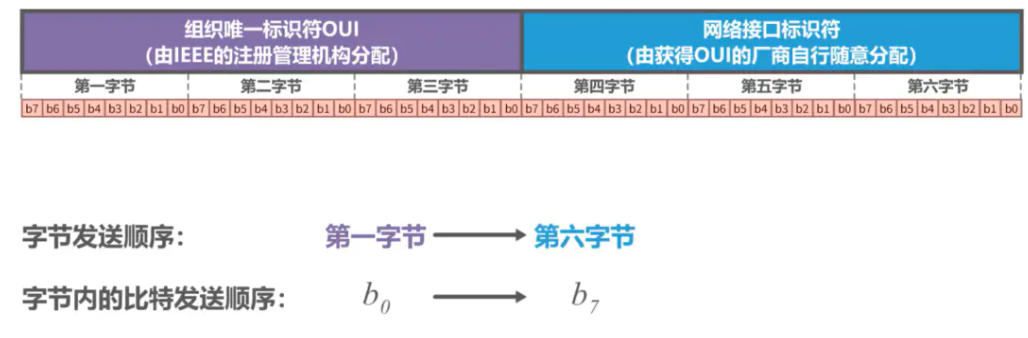 组织唯一标识符OUI
（由IEEE的注册管理机构分配）
网络接口标识符
（由获得OUI的厂商自行随意分配）
第一字节 第二字节 第三字节 第四字节 第五字节 第六字节
b7 b6 b5 b4 b3 b2 b1 b0 b7 b6 b5 b4 b3 b2 b1 b0 b7 b6 b5 b4 b3 b2 b1 b0 b7 b6 b5 b4 b3 b2 b1 b0 b7 b6 b5 b4 b3 b2 b1 b0 b7 b6 b5 b4 b3 b2 b1 b0
字节发送顺序： 第一字节 第六字节
字节内的比特发送顺序： b0 b7